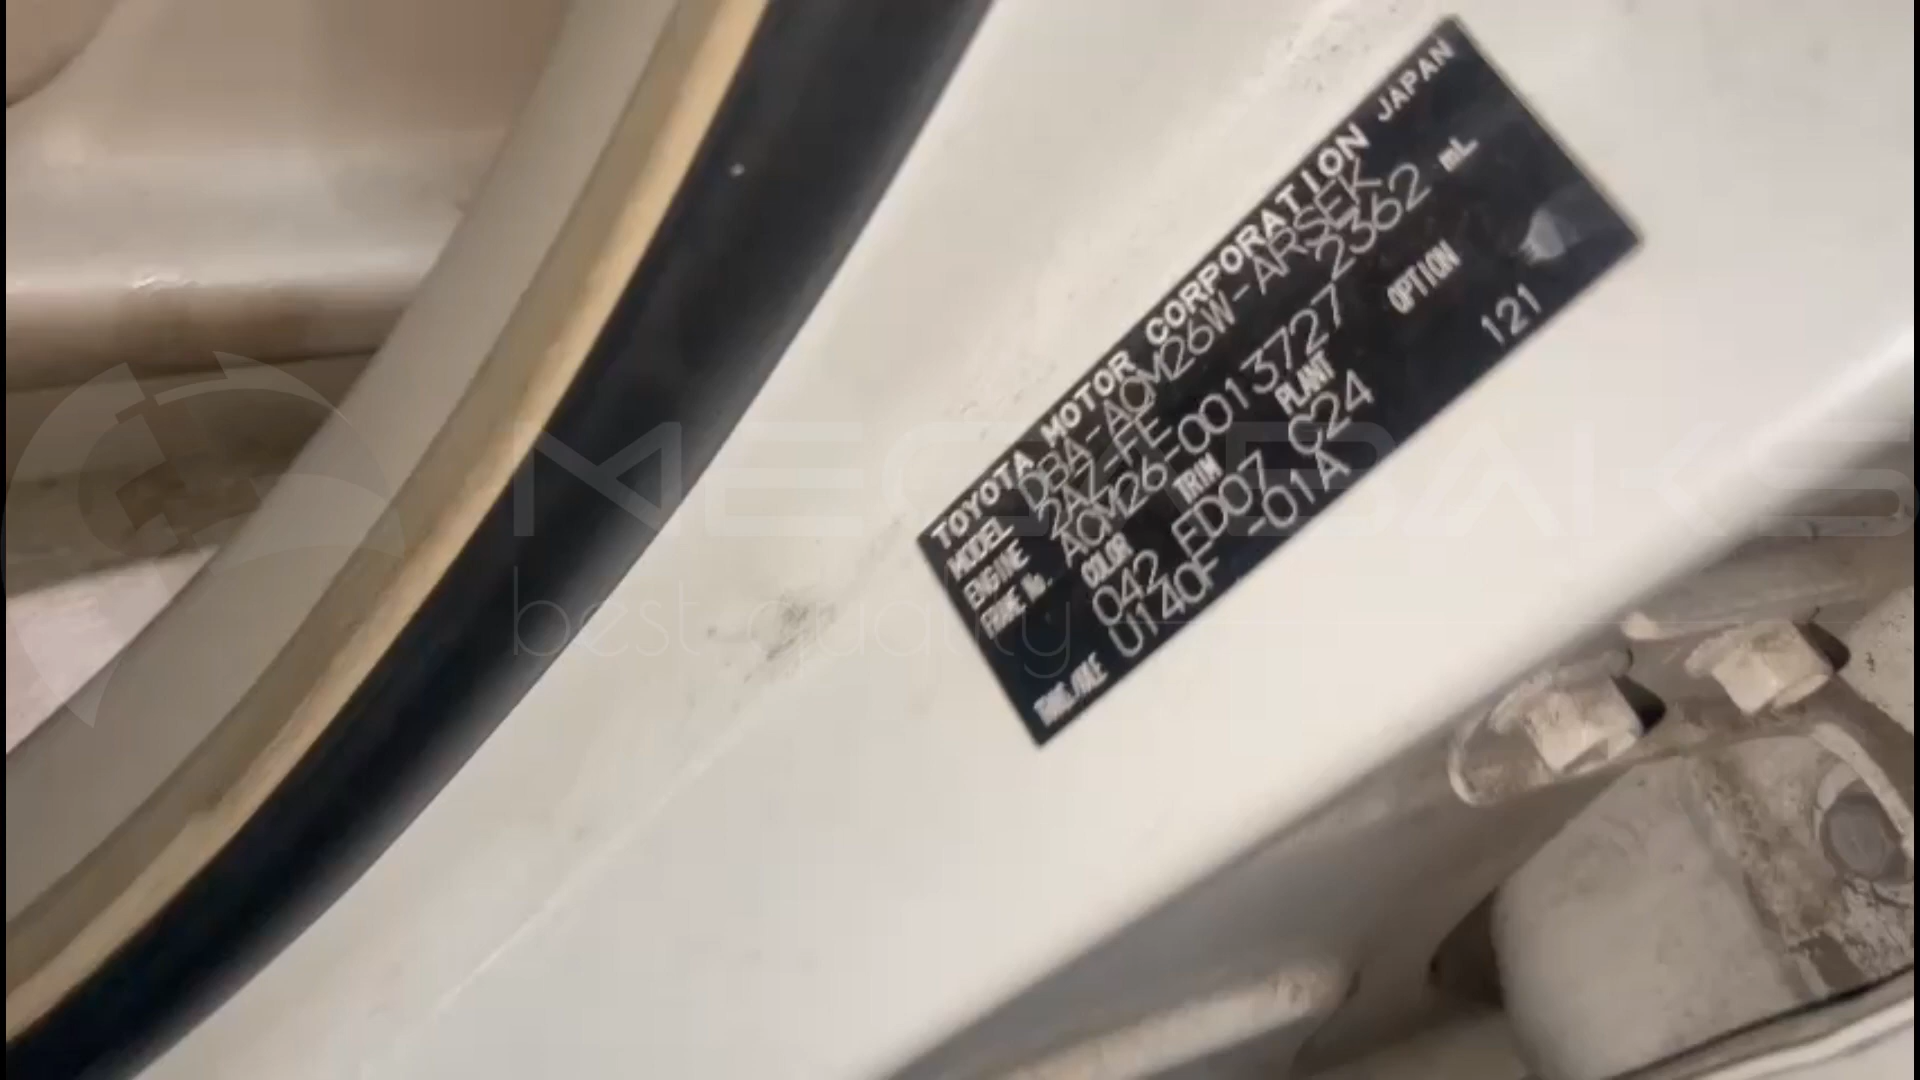 TOYOTA MOTOR CORPORATION JAPAN
MODEL DBA-ACM26W-ARSEK
ENGINE 2AZ-FE 2362 mL
FRAME No. ACM26-0013727
COLOR TRIM PLANT OPTION
042 FD07 C24 121
TRANS./AXLE U140F -01A
best quality